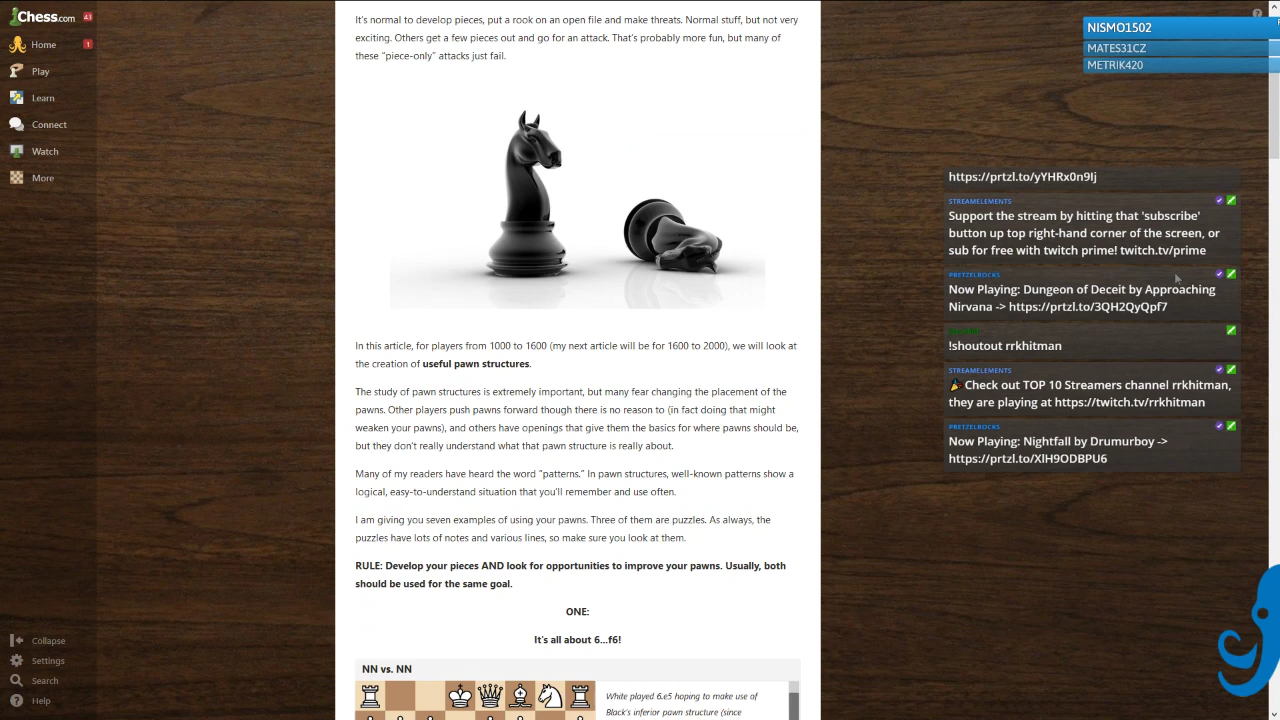 Chess.com
43
Home
1
Play
Learn
Connect
Watch
More
Collapse
Settings
Search
Help
It's normal to develop pieces, put a rook on an open file and make threats. Normal stuff, but not very
exciting. Others get a few pieces out and go for an attack. That's probably more fun, but many of
these “piece-only” attacks just fail.
In this article, for players from 1000 to 1600 (my next article will be for 1600 to 2000), we will look at
the creation of useful pawn structures.
The study of pawn structures is extremely important, but many fear changing the placement of the
pawns. Other players push pawns forward though there is no reason to (in fact doing that might
weaken your pawns), and others have openings that give them the basics for where pawns should be,
but they don't really understand what that pawn structure is really about.
Many of my readers have heard the word “patterns.” In pawn structures, well-known patterns show a
logical, easy-to-understand situation that you'll remember and use often.
I am giving you seven examples of using your pawns. Three of them are puzzles. As always, the
puzzles have lots of notes and various lines, so make sure you look at them.
RULE: Develop your pieces AND look for opportunities to improve your pawns. Usually, both
should be used for the same goal.
ONE:
It's all about 6...f6!
NN vs. NN
White played 6.e5 hoping to make use of
Black's inferior pawn structure (since
NISMO1502
MATES31CZ
METRIK420
https://prtzl.to/yYHRx0n9Ij
STREAMELEMENTS
Support the stream by hitting that 'subscribe'
button up top right-hand corner of the screen, or
sub for free with twitch prime! twitch.tv/prime
PRETZELROCKS
Now Playing: Dungeon of Deceit by Approaching
Nirvana -> https://prtzl.to/3QH2QyQpf7
!shoutout rrkhitman
STREAMELEMENTS
Check out TOP 10 Streamers channel rrkhitman,
they are playing at https://twitch.tv/rrkhitman
PRETZELROCKS
Now Playing: Nightfall by Drumurboy ->
https://prtzl.to/XlH9ODBPU6